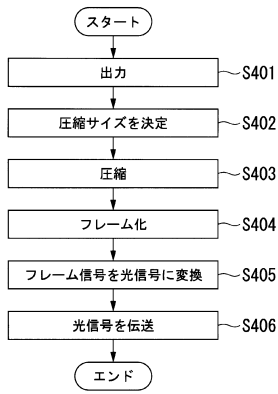 スタート
出力 S401
圧縮サイズを決定 S402
圧縮 S403
フレーム化 S404
フレーム信号を光信号に変換 S405
光信号を伝送 S406
エンド